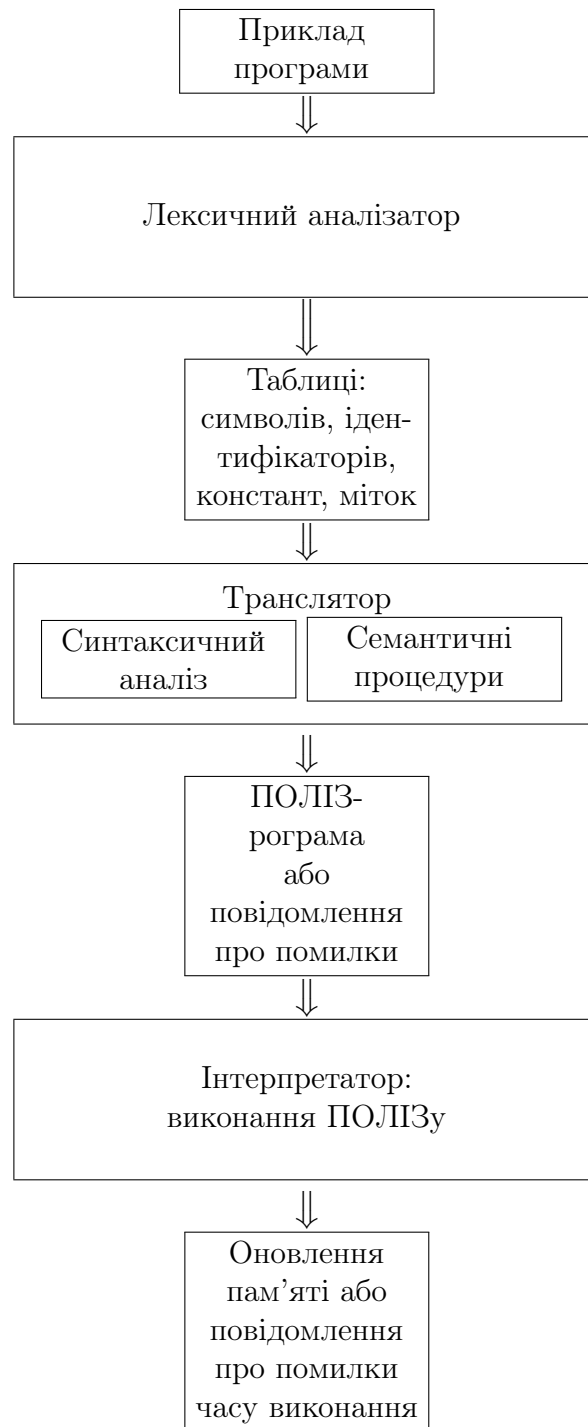 Приклад
програми
Лексичний аналізатор
Таблиці:
символів, іден-
тифікаторів,
констант, міток
Транслятор
Синтаксичний
аналіз
Семантичні
процедури
ПОЛІЗ-
рограма
або
повідомлення
про помилки
Інтерпретатор:
виконання ПОЛІЗу
Оновлення
пам’яті або
повідомлення
про помилки
часу виконання